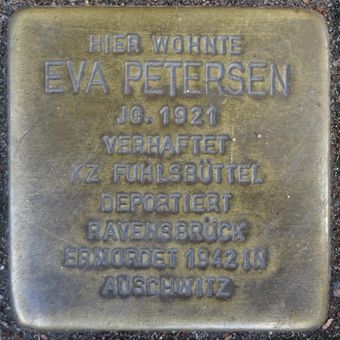 HIER WOHNTE
EVA PETERSEN
JG. 1921
VERHAFTET
KZ FUHLSBÜTTEL
DEPORTIERT
RAVENSBRÜCK
ERMORDET 1942 IN
AUSCHWITZ